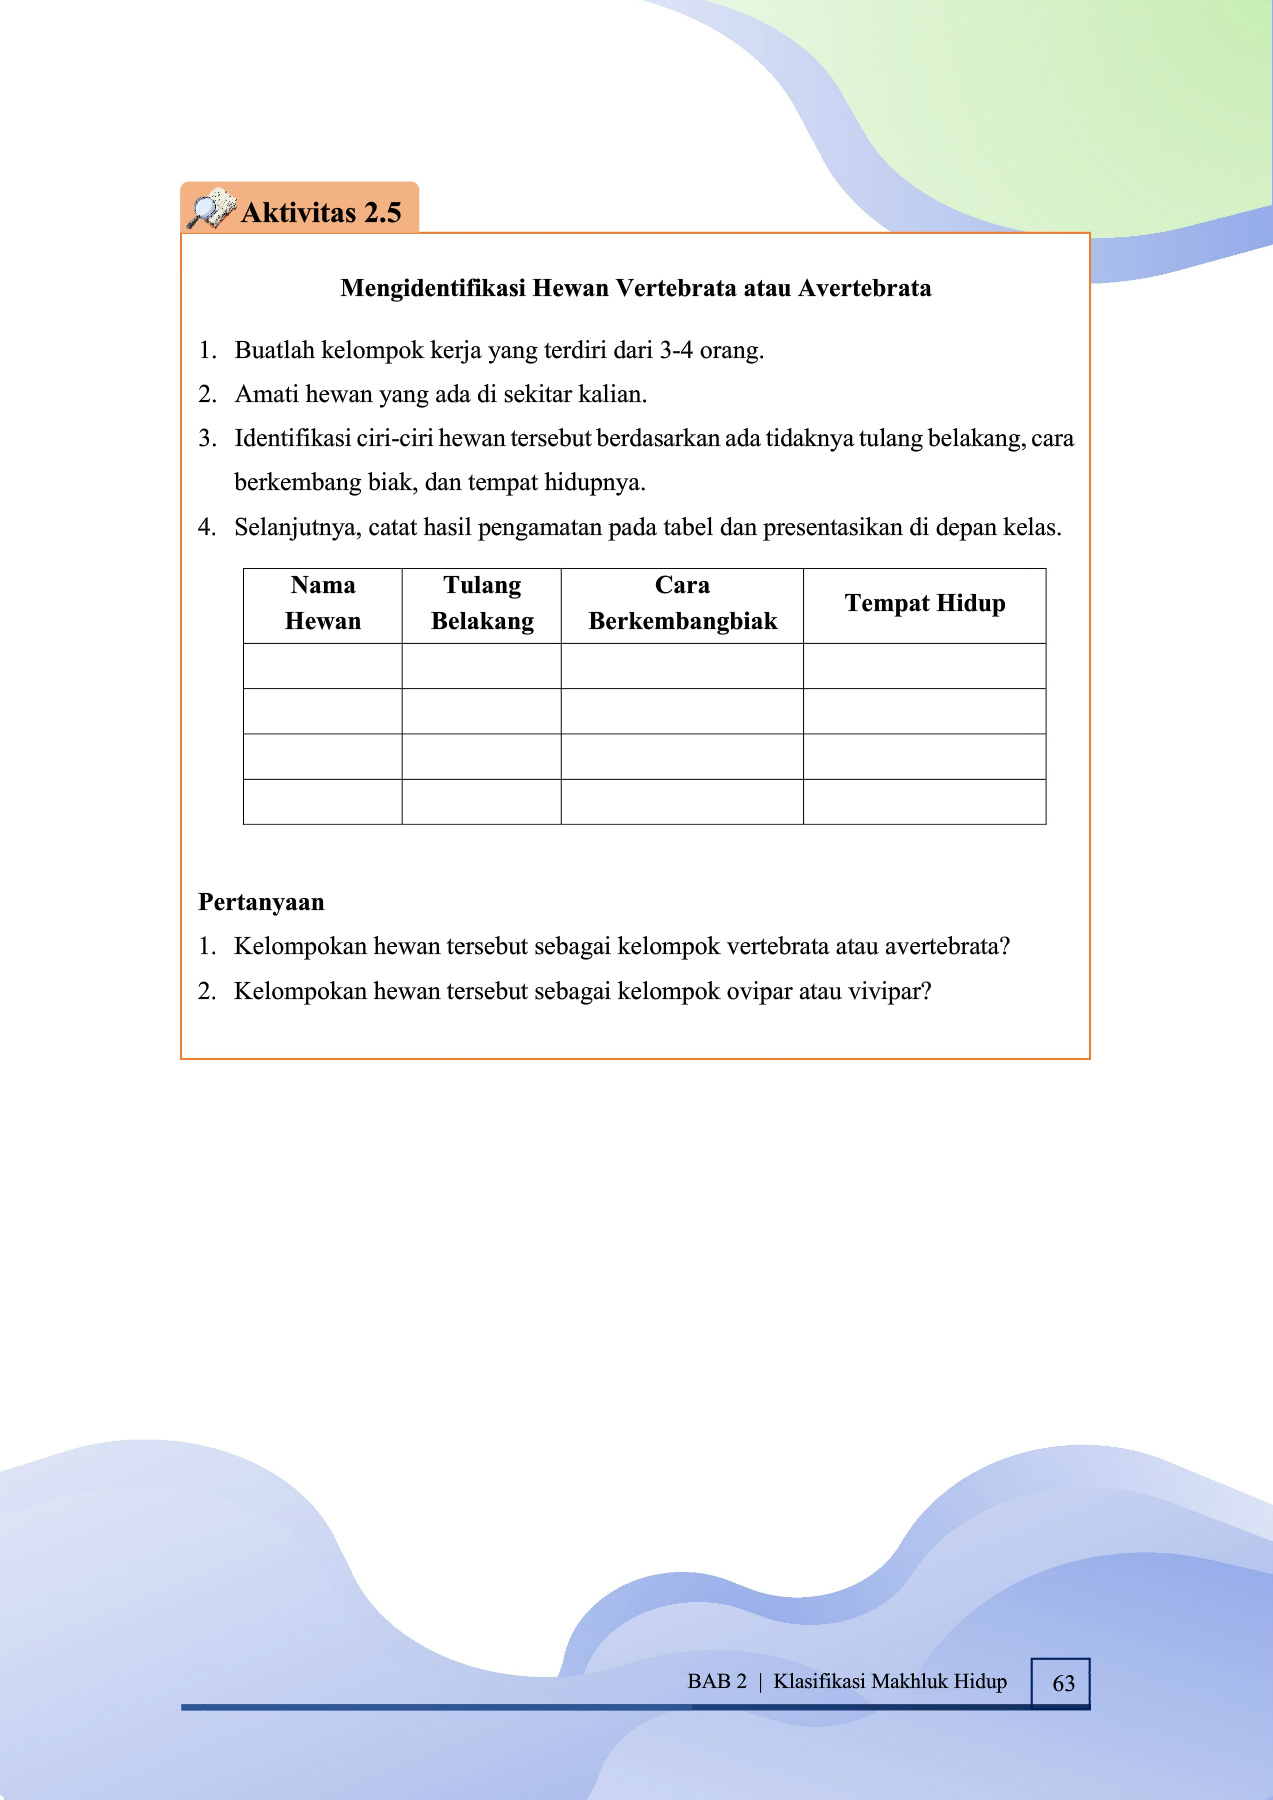 Aktivitas 2.5
Mengidentifikasi Hewan Vertebrata atau Avertebrata
1. Buatlah kelompok kerja yang terdiri dari 3-4 orang.
2. Amati hewan yang ada di sekitar kalian.
3. Identifikasi ciri-ciri hewan tersebut berdasarkan ada tidaknya tulang belakang, cara
berkembang biak, dan tempat hidupnya.
4. Selanjutnya, catat hasil pengamatan pada tabel dan presentasikan di depan kelas.
Nama
Hewan
Tulang
Belakang
Cara
Berkembangbiak
Tempat Hidup
Pertanyaan
1. Kelompokan hewan tersebut sebagai kelompok vertebrata atau avertebrata?
2. Kelompokan hewan tersebut sebagai kelompok ovipar atau vivipar?
BAB 2 | Klasifikasi Makhluk Hidup
63